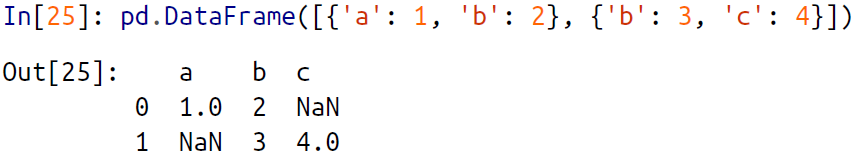 In[25]: pd.DataFrame([{'a': 1, 'b': 2}, {'b': 3, 'c': 4}])
Out[25]: a b c
0 1.0 2 NaN
1 NaN 3 4.0